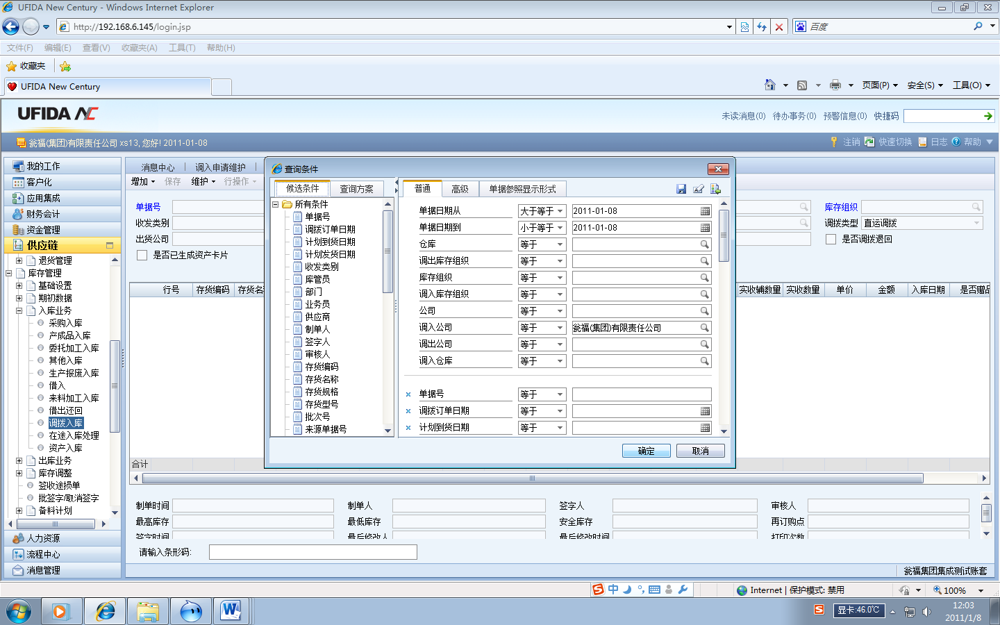 UFIDA New Century - Windows Internet Explorer
http://192.168.6.145/login.jsp
百度
文件(F) 编辑(E) 查看(V) 收藏夹(A) 工具(T) 帮助(H)
收藏夹
UFIDA New Century
页面(P) 安全(S) 工具(O)
UFIDA NC
未读消息(0) 待办事务(0) 预警信息(0) 快捷码
瓮福(集团)有限责任公司 xs13, 您好! 2011-01-08
注销 快速切换 日志 帮助
我的工作
客户化
应用集成
财务会计
资金管理
供应链
退货管理
库存管理
基础设置
期初数据
入库业务
采购入库
产成品入库
委托加工入库
其他入库
生产报废入库
借入
来料加工入库
借出还回
调拨入库
在途入库处理
资产入库
出库业务
库存调整
签收途损单
批签字/取消签字
备料计划
人力资源
流程中心
消息管理
消息中心 调入申请维护
增加 保存 维护 行操作
单据号
收发类别
出货公司
是否已生成资产卡片
库存组织
调拨类型 直运调拨
是否调拨退回
行号 存货编码 存货名
实收辅数量 实收数量 单价 金额 入库日期 是否赠品
合计
查询条件
候选条件 查询方案
所有条件
单据号
调拨订单日期
计划到货日期
计划发货日期
收发类别
库管员
部门
业务员
供应商
制单人
签字人
审核人
存货编码
存货名称
存货规格
存货型号
批次号
来源单据号
普通 高级 单据参照显示形式
单据日期从 大于等于 2011-01-08
单据日期到 小于等于 2011-01-08
仓库 等于
调出库存组织 等于
库存组织 等于
调入库存组织 等于
公司 等于
调入公司 等于 瓮福(集团)有限责任公司
调出公司 等于
调入仓库 等于
单据号 等于
调拨订单日期 等于
计划到货日期 等于
确定 取消
制单时间 制单人 签字人 审核人
最高库存 最低库存 安全库存 再订购点
签字时间 最后修改人 最后修改时间 打印次数
请输入条形码:
瓮福集团集成测试账套
中
Internet | 保护模式: 禁用
100%
显卡:46.0℃
12:03
2011/1/8